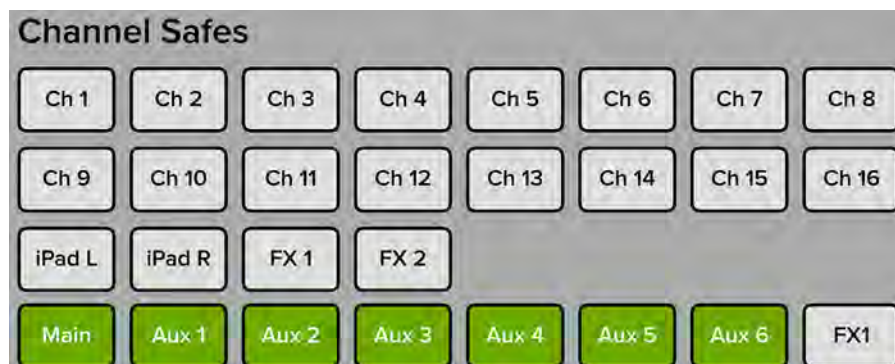 Channel Safes
Ch 1 Ch 2 Ch 3 Ch 4 Ch 5 Ch 6 Ch 7 Ch 8
Ch 9 Ch 10 Ch 11 Ch 12 Ch 13 Ch 14 Ch 15 Ch 16
iPad L iPad R FX 1 FX 2
Main Aux 1 Aux 2 Aux 3 Aux 4 Aux 5 Aux 6 FX1